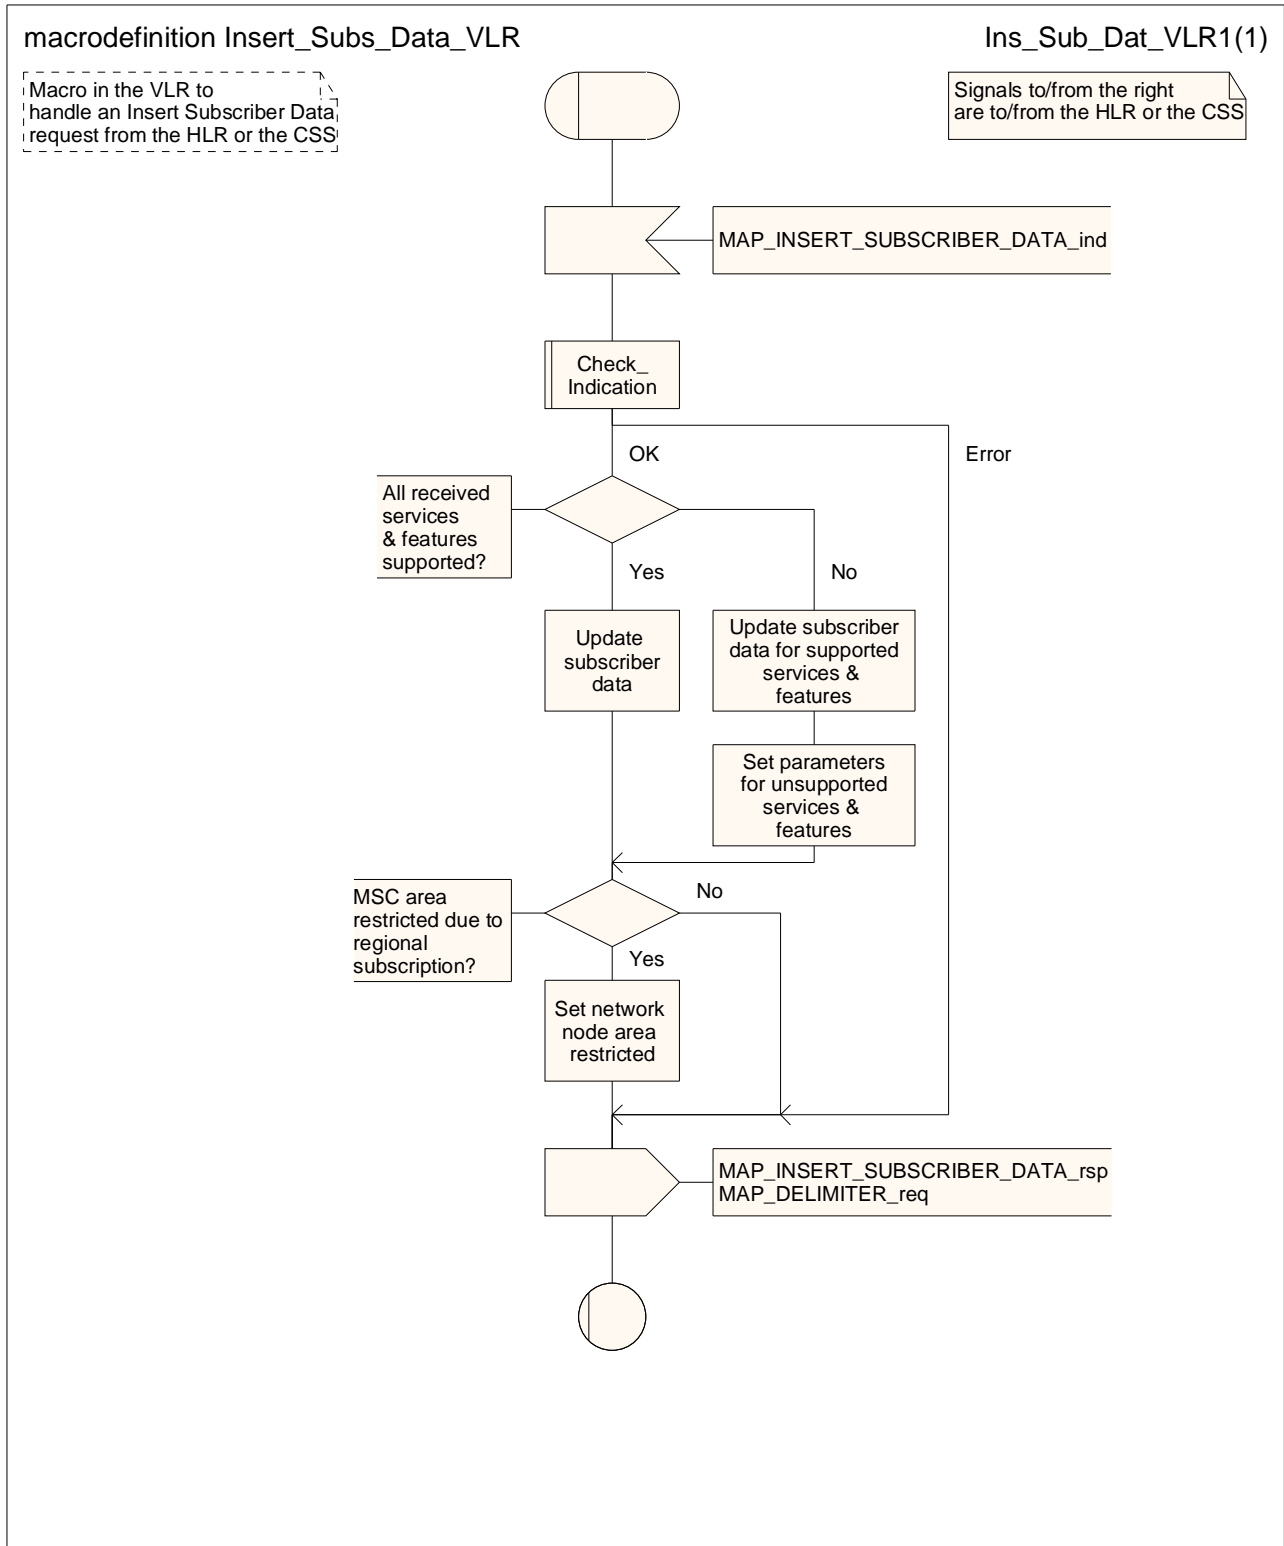 macrodefinition Insert_Subs_Data_VLR
Ins_Sub_Dat_VLR1(1)
Macro in the VLR to
handle an Insert Subscriber Data
request from the HLR or the CSS
Signals to/from the right
are to/from the HLR or the CSS
MAP_INSERT_SUBSCRIBER_DATA_ind
Check_
Indication
OK
Error
All received
services
& features
supported?
Yes
No
Update
subscriber
data
Update subscriber
data for supported
services &
features
Set parameters
for unsupported
services &
features
MSC area
restricted due to
regional
subscription?
No
Yes
Set network
node area
restricted
MAP_INSERT_SUBSCRIBER_DATA_rsp
MAP_DELIMITER_req